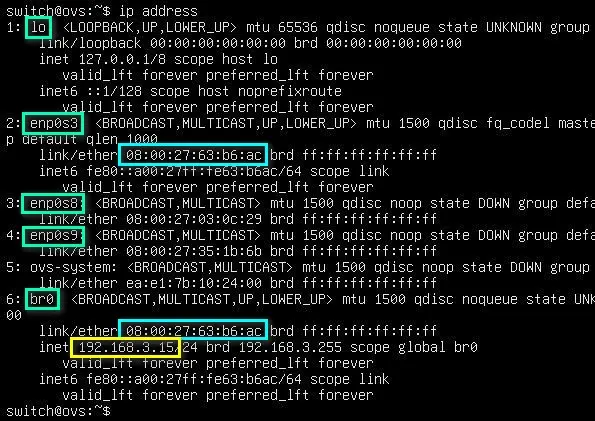 switch@ovs:~$ ip address
1: lo <LOOPBACK,UP,LOWER_UP> mtu 65536 qdisc noqueue state UNKNOWN group
link/loopback 00:00:00:00:00:00 brd 00:00:00:00:00:00
inet 127.0.0.1/8 scope host lo
valid_lft forever preferred_lft forever
inet6 ::1/128 scope host noprefixroute
valid_lft forever preferred_lft forever
2: enp0s3 <BROADCAST,MULTICAST,UP,LOWER_UP> mtu 1500 qdisc fq_codel maste
p default qlen 1000
link/ether 08:00:27:63:b6:ac brd ff:ff:ff:ff:ff:ff
inet6 fe80::a00:27ff:fe63:b6ac/64 scope link
valid_lft forever preferred_lft forever
3: enp0s8: <BROADCAST,MULTICAST> mtu 1500 qdisc noop state DOWN group defa
link/ether 08:00:27:03:0c:29 brd ff:ff:ff:ff:ff:ff
4: enp0s9: <BROADCAST,MULTICAST> mtu 1500 qdisc noop state DOWN group defa
link/ether 08:00:27:35:1b:6b brd ff:ff:ff:ff:ff:ff
5: ovs-system: <BROADCAST,MULTICAST> mtu 1500 qdisc noop state DOWN group
link/ether ea:e1:7b:10:24:00 brd ff:ff:ff:ff:ff:ff
6: br0 <BROADCAST,MULTICAST,UP,LOWER_UP> mtu 1500 qdisc noqueue state UNK
00
link/ether 08:00:27:63:b6:ac brd ff:ff:ff:ff:ff:ff
inet 192.168.3.15/24 brd 192.168.3.255 scope global br0
valid_lft forever preferred_lft forever
inet6 fe80::a00:27ff:fe63:b6ac/64 scope link
valid_lft forever preferred_lft forever
switch@ovs:~$